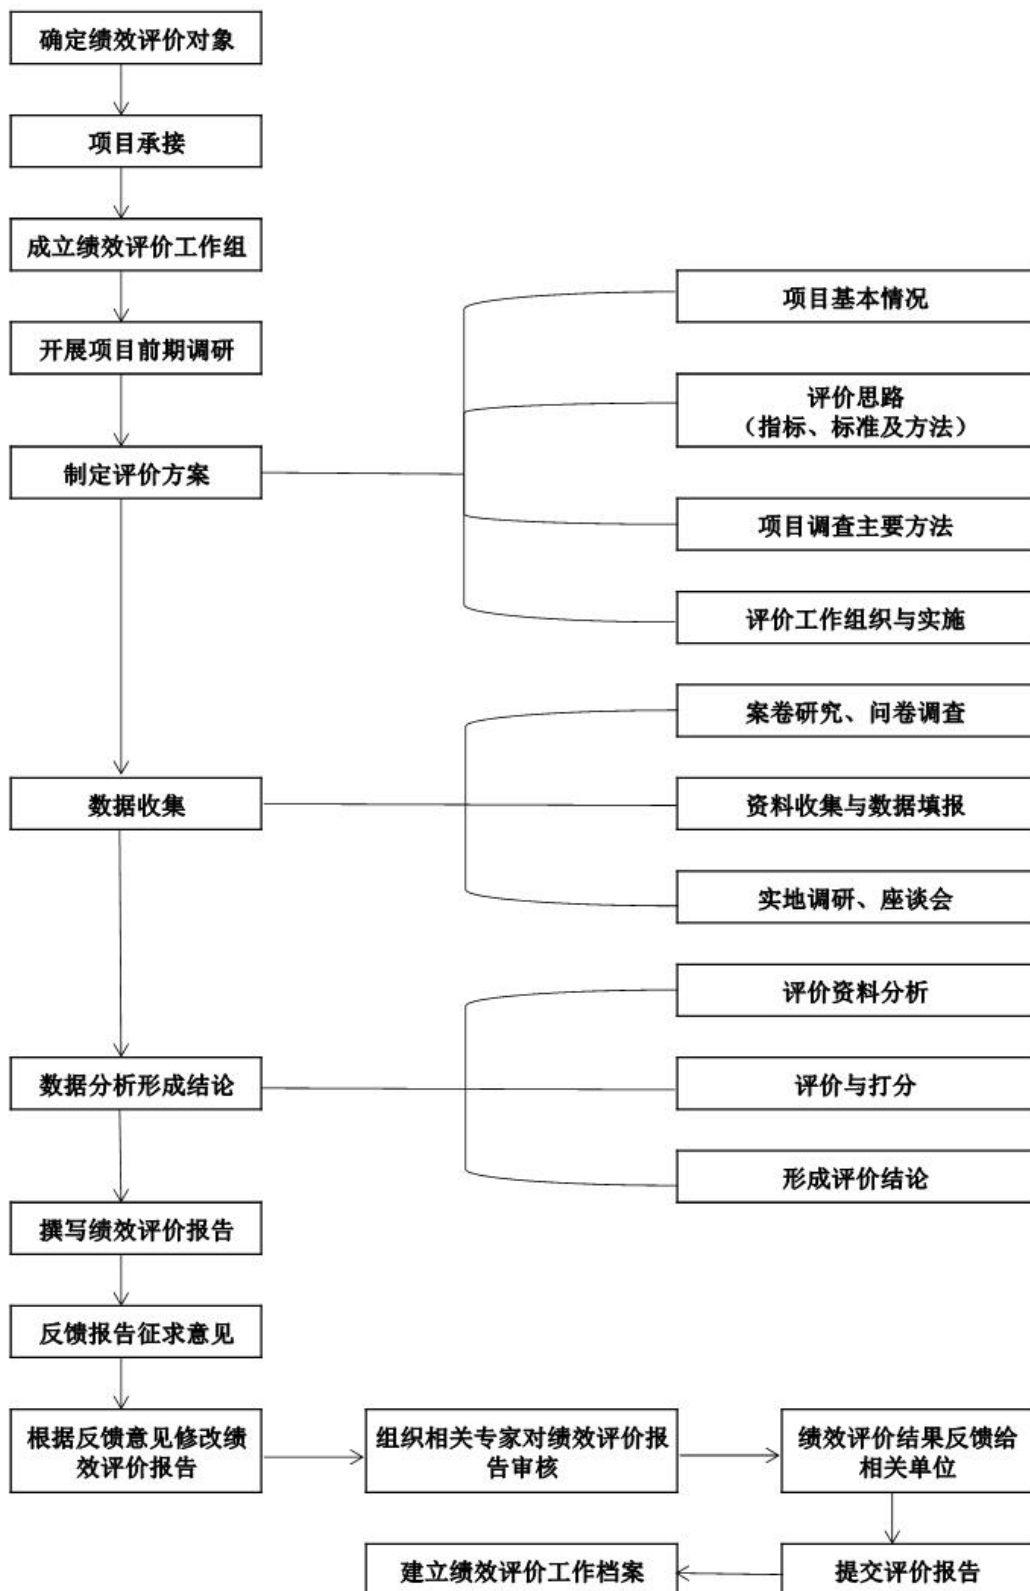 确定绩效评价对象
项目承接
成立绩效评价工作组
开展项目前期调研
制定评价方案
项目基本情况
评价思路
（指标、标准及方法）
项目调查主要方法
评价工作组织与实施
数据收集
案卷研究、问卷调查
资料收集与数据填报
实地调研、座谈会
数据分析形成结论
评价资料分析
评价与打分
形成评价结论
撰写绩效评价报告
反馈报告征求意见
根据反馈意见修改绩
效评价报告
组织相关专家对绩效评价报
告审核
绩效评价结果反馈给
相关单位
提交评价报告
建立绩效评价工作档案